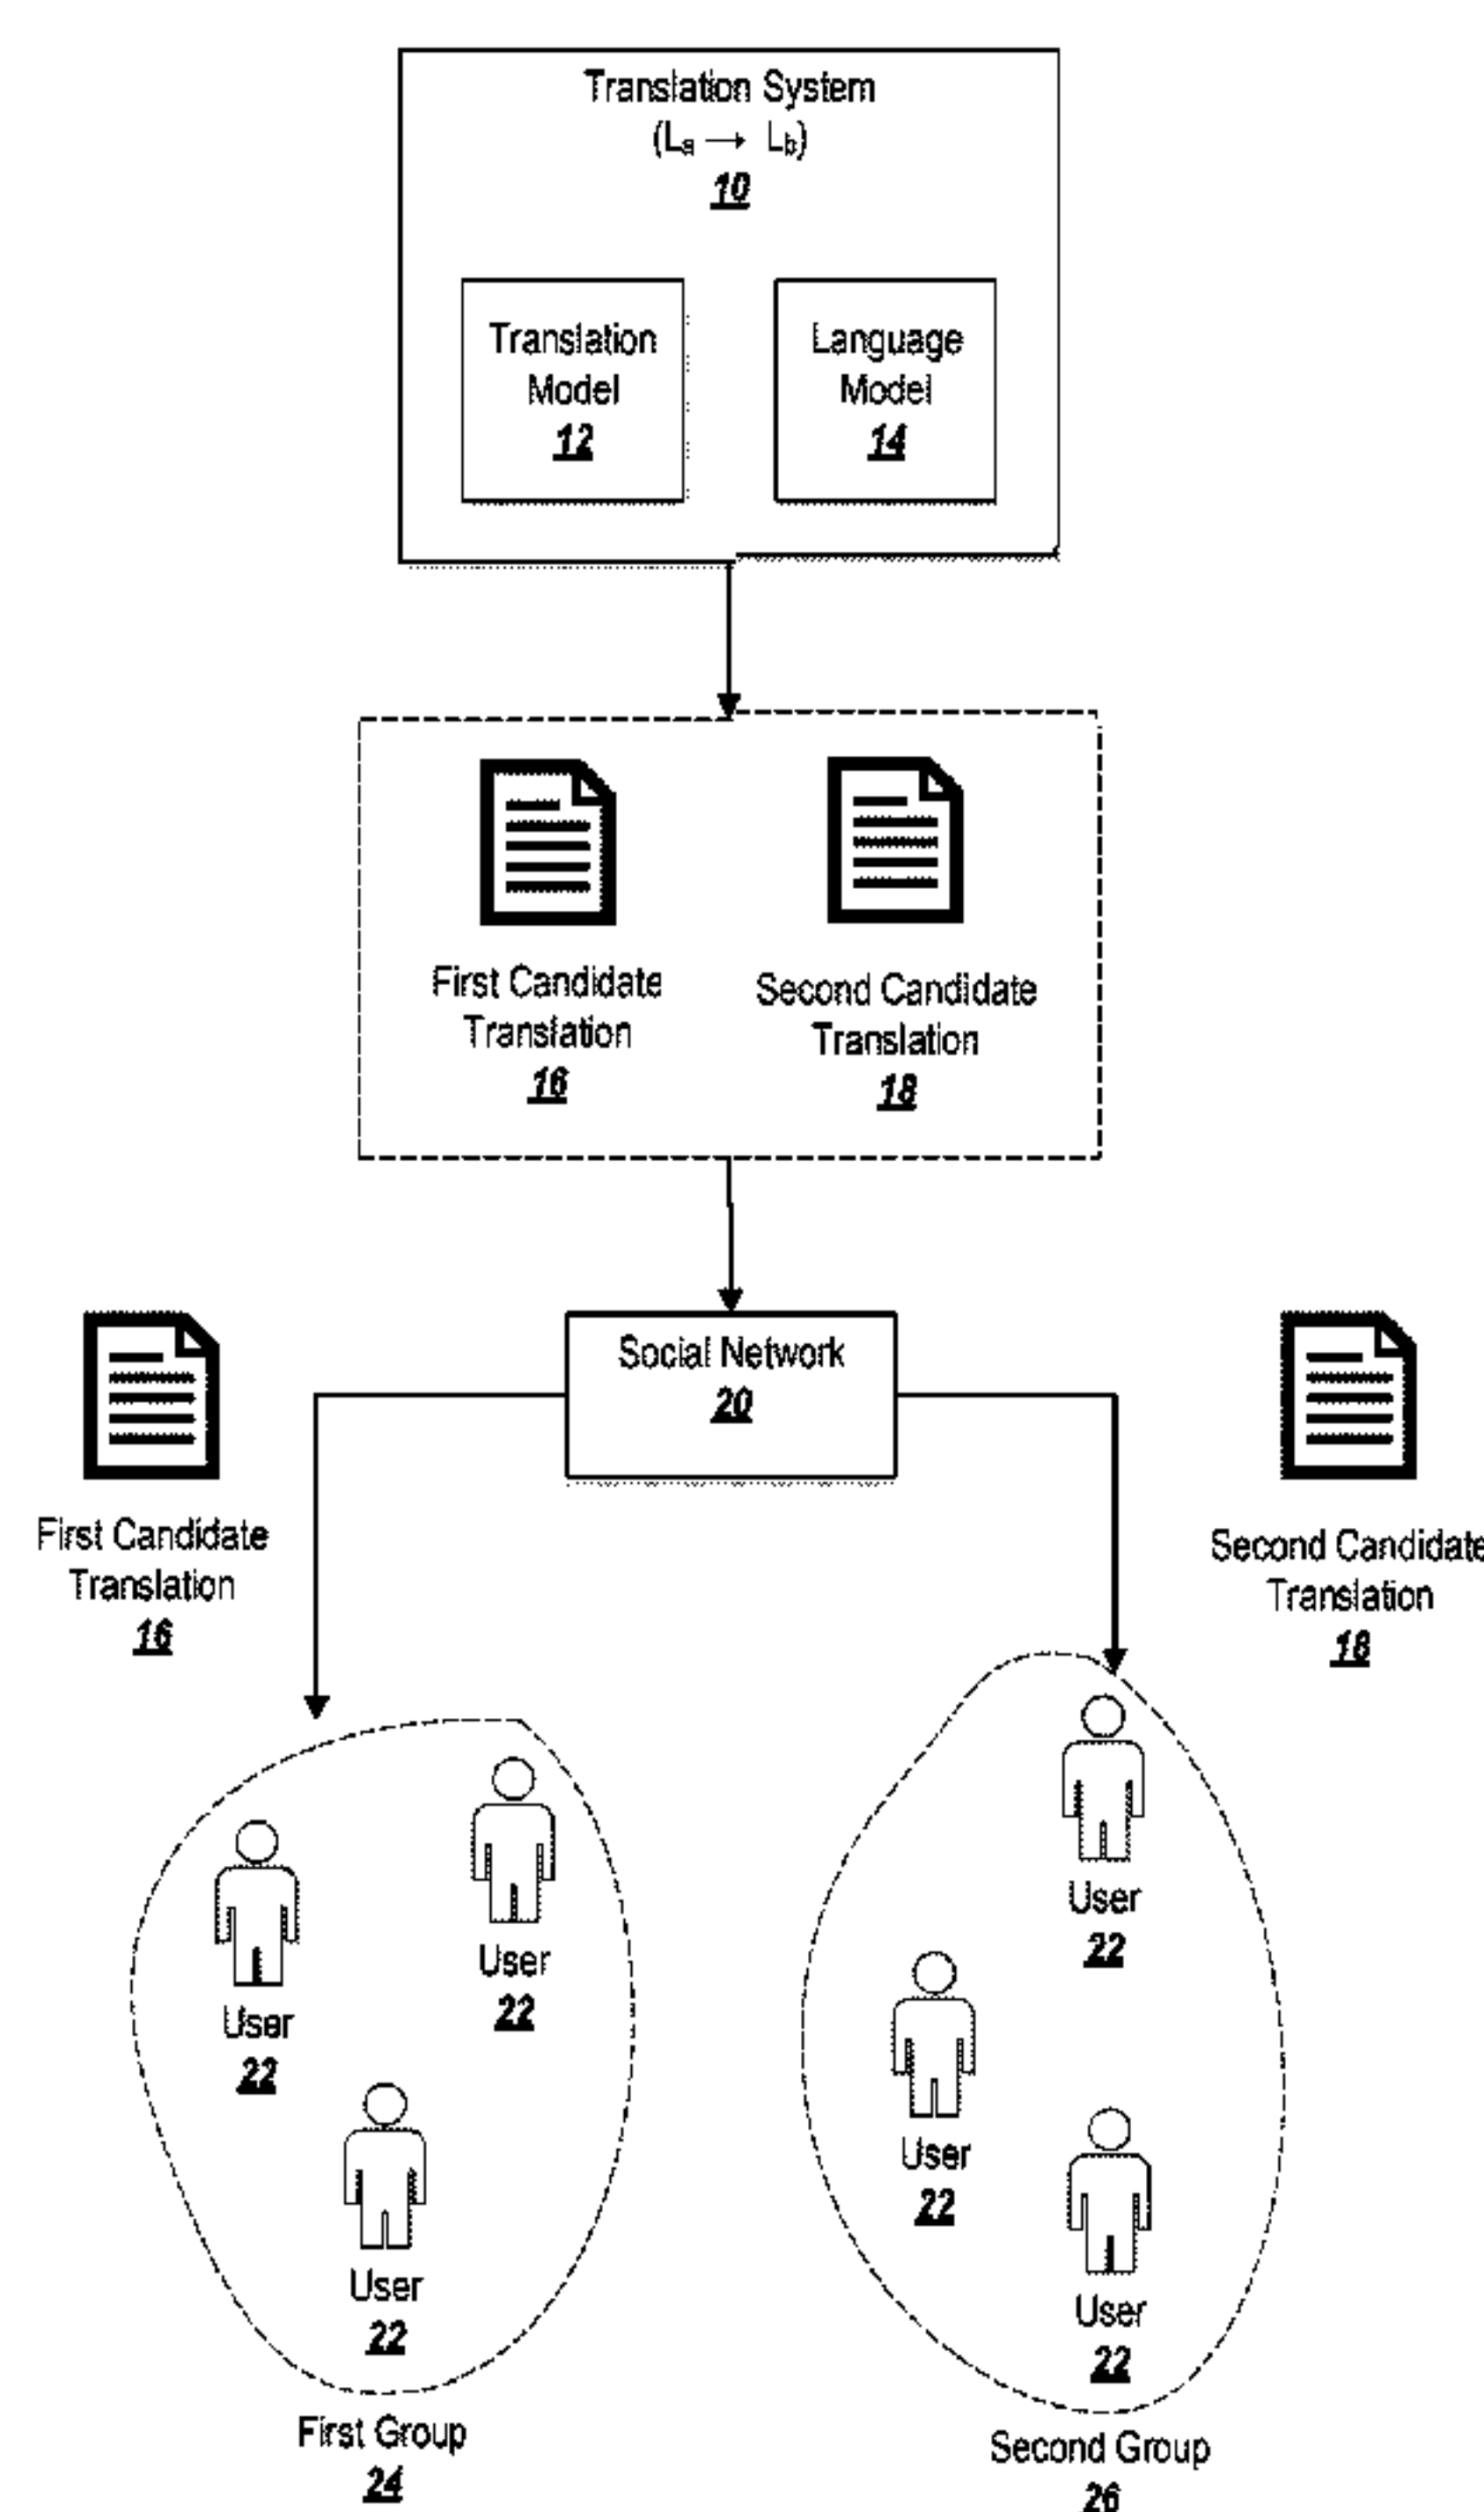 Translation System
(La → Lb)
10
Translation
Model
12
Language
Model
14
First Candidate
Translation
16
Second Candidate
Translation
18
Social Network
20
First Candidate
Translation
16
Second Candidate
Translation
18
User
22
User
22
User
22
First Group
24
User
22
User
22
User
22
Second Group
26